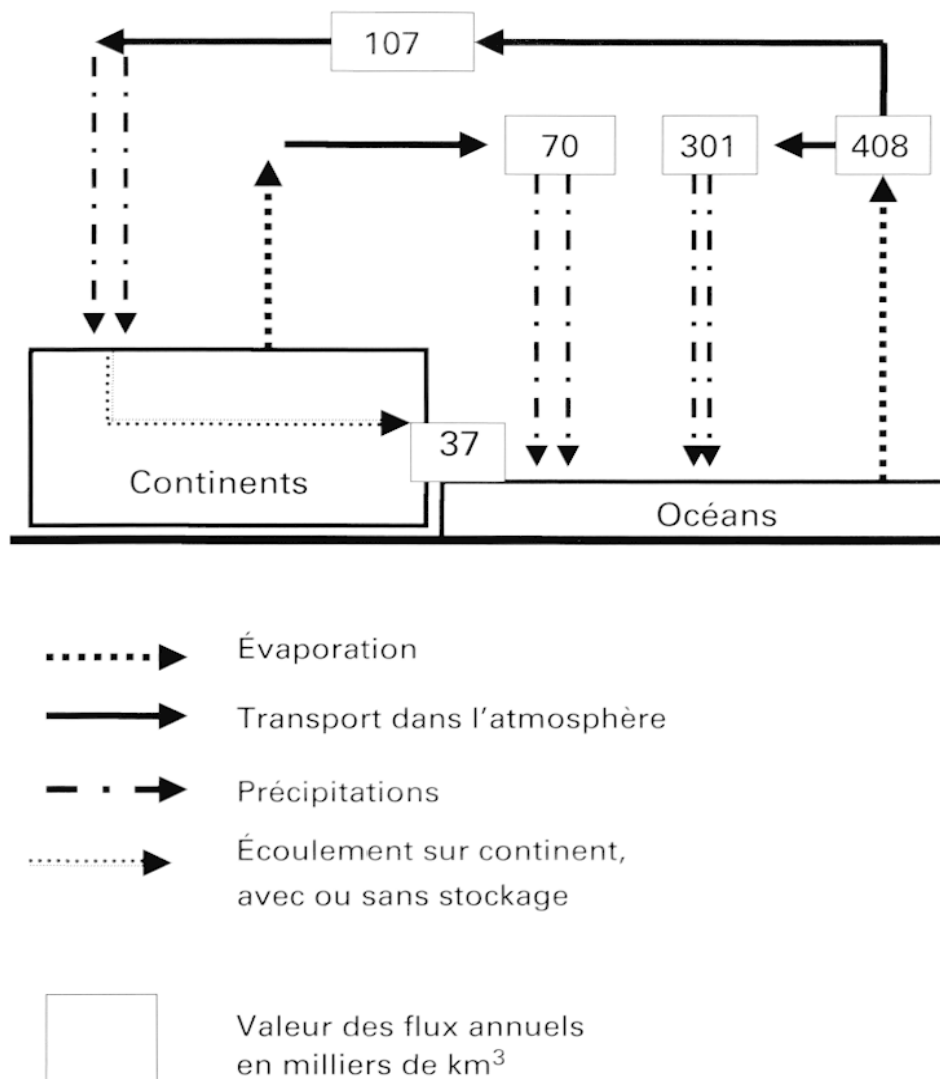 107
70
301
408
37
Continents
Océans
Évaporation
Transport dans l'atmosphère
Précipitations
Écoulement sur continent,
avec ou sans stockage
Valeur des flux annuels
en milliers de km³